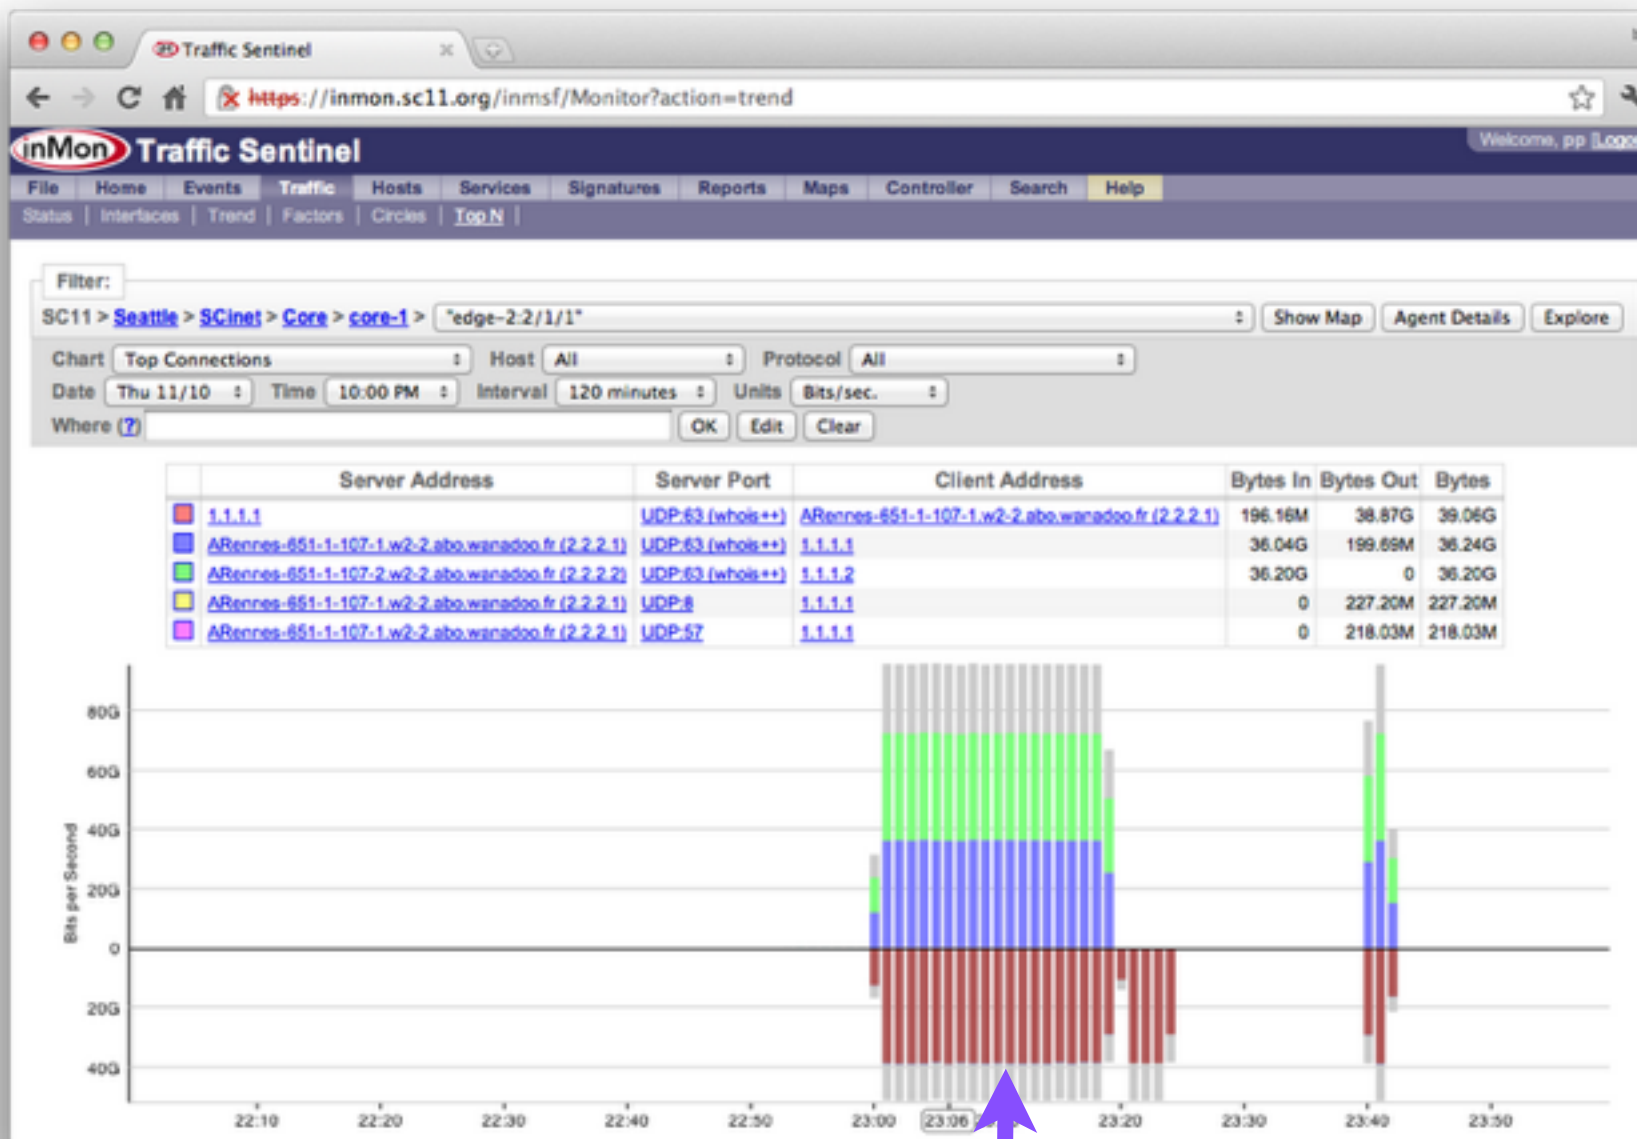 Traffic Sentinel
https://inmon.sc11.org/inmsf/Monitor?action=trend
inMon Traffic Sentinel
Welcome, pp
File Home Events Traffic Hosts Services Signatures Reports Maps Controller Search Help
Status | Interfaces | Trend | Factors | Circles | Top N |
Filter:
SC11 > Seattle > SCinet > Core > core-1 > "edge-2:2/1/1" Show Map Agent Details Explore
Chart Top Connections Host All Protocol All
Date Thu 11/10 Time 10:00 PM Interval 120 minutes Units Bits/sec.
Where (?) OK Edit Clear
Server Address Server Port Client Address Bytes In Bytes Out Bytes
1.1.1.1 UDP:63 (whois++) ARennes-651-1-107-1.w2-2.abo.wanadoo.fr (2.2.2.1) 196.16M 38.87G 39.06G
ARennes-651-1-107-1.w2-2.abo.wanadoo.fr (2.2.2.1) UDP:63 (whois++) 1.1.1.1 36.04G 199.69M 36.24G
ARennes-651-1-107-2.w2-2.abo.wanadoo.fr (2.2.2.2) UDP:63 (whois++) 1.1.1.2 36.20G 0 36.20G
ARennes-651-1-107-1.w2-2.abo.wanadoo.fr (2.2.2.1) UDP:8 1.1.1.1 0 227.20M 227.20M
ARennes-651-1-107-1.w2-2.abo.wanadoo.fr (2.2.2.1) UDP:57 1.1.1.1 0 218.03M 218.03M
Bits per Second
80G
60G
40G
20G
0
20G
40G
22:10 22:20 22:30 22:40 22:50 23:00 23:06 23:20 23:30 23:40 23:50